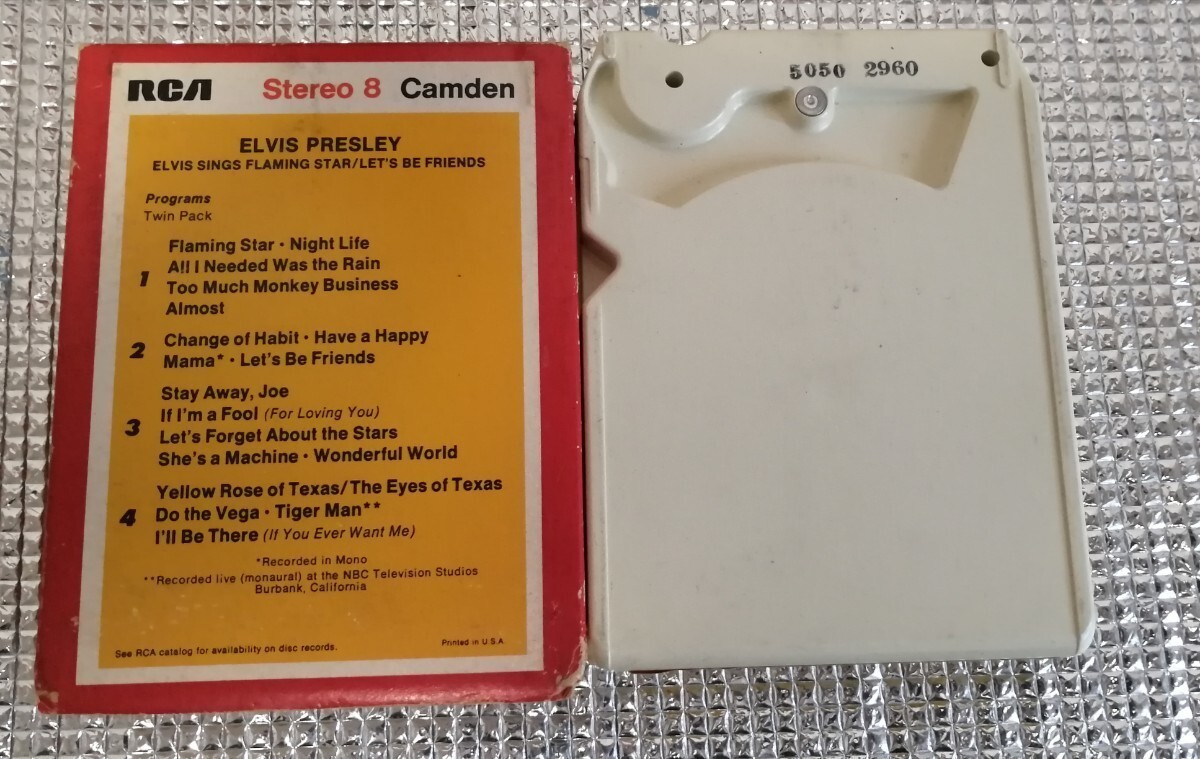 RCA Stereo 8 Camden
ELVIS PRESLEY
ELVIS SINGS FLAMING STAR/LET'S BE FRIENDS
Programs
Twin Pack
1
Flaming Star • Night Life
All I Needed Was the Rain
Too Much Monkey Business
Almost
2
Change of Habit • Have a Happy
Mama* • Let's Be Friends
3
Stay Away, Joe
If I'm a Fool (For Loving You)
Let's Forget About the Stars
She's a Machine • Wonderful World
4
Yellow Rose of Texas/The Eyes of Texas
Do the Vega • Tiger Man**
I'll Be There (If You Ever Want Me)
*Recorded in Mono
**Recorded live (monaural) at the NBC Television Studios
Burbank, California
See RCA catalog for availability on disc records.
Printed in U.S.A.
5050 2960